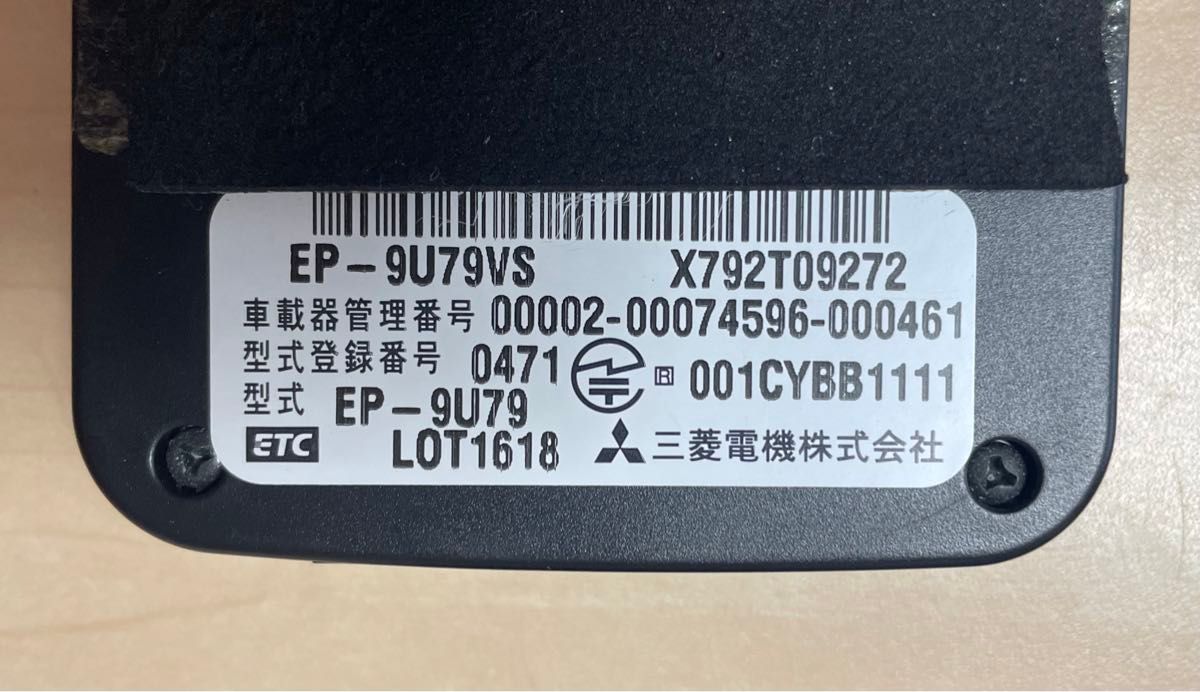 EP-9U79VS X792T09272
車載器管理番号 00002-00074596-000461
型式登録番号 0471 R 001CYBB1111
型式 EP-9U79
ETC LOT1618 三菱電機株式会社